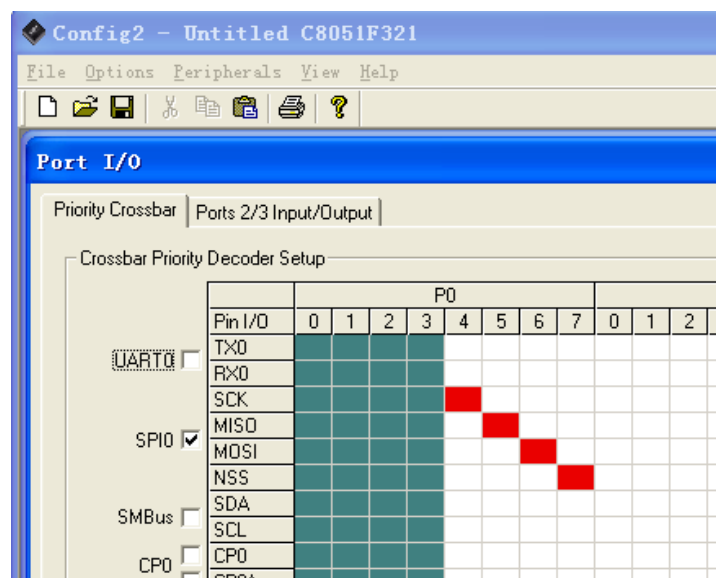 Config2 - Untitled C8051F321
File Options Peripherals View Help
Port I/O
Priority Crossbar Ports 2/3 Input/Output
Crossbar Priority Decoder Setup
P0
Pin I/O 0 1 2 3 4 5 6 7 0 1 2
UART0 TX0
RX0
SCK
SPI0 MISO
MOSI
NSS
SMBus SDA
SCL
CP0 CP0